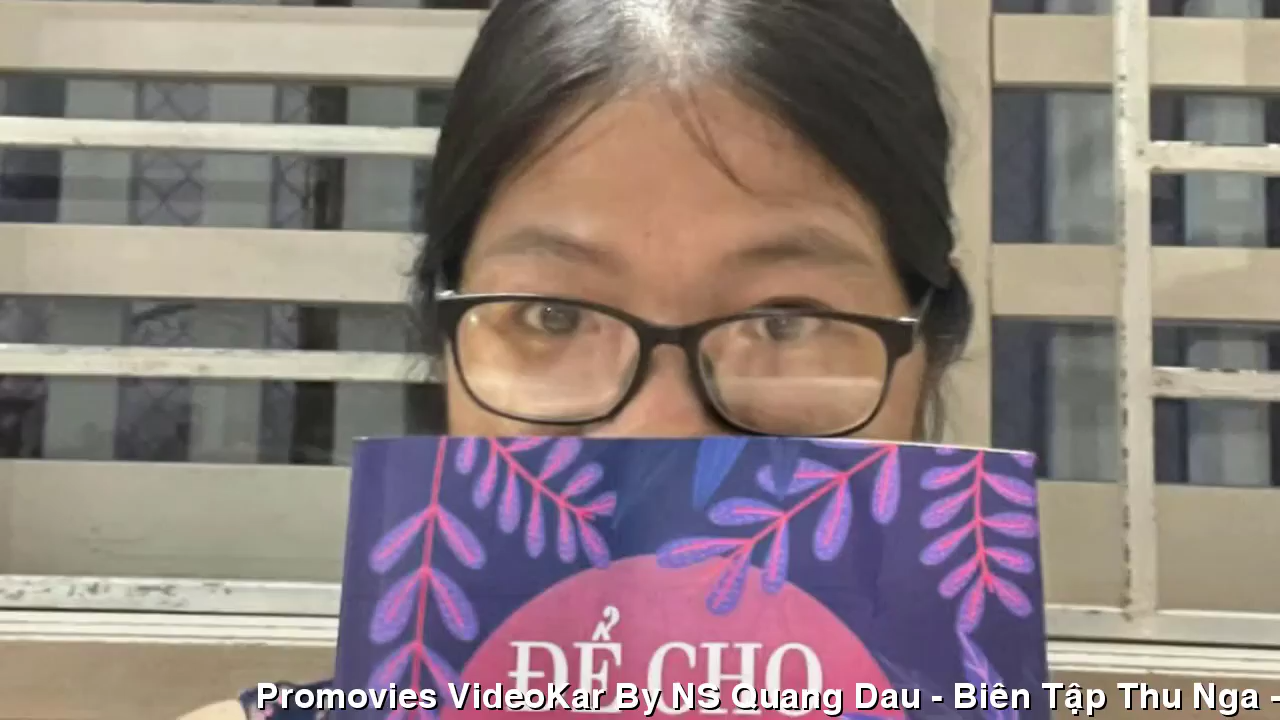 ĐỂ CHO
Promovies VideoKar By NS Quang Dau - Biên Tập Thu Nga -